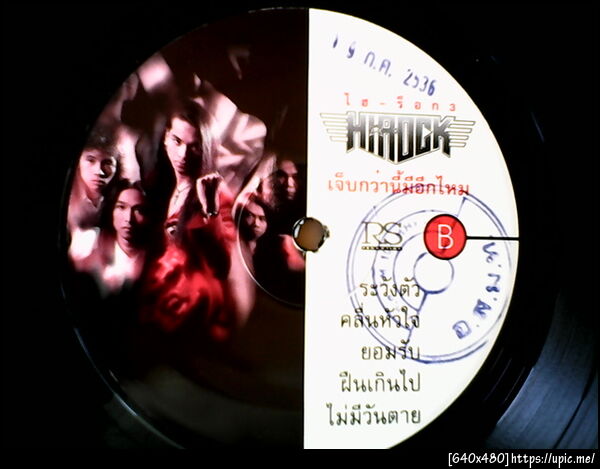 19 ก.ค. 2536
ไฮ-ร็อก 3
HI-ROCK
เจ็บกว่านี้มีอีกไหม
RS
PROMOTION
B
ระวังตัว
คลื่นหัวใจ
ยอมรับ
ฝืนเกินไป
ไม่มีวันตาย
[640x480]https://upic.me/